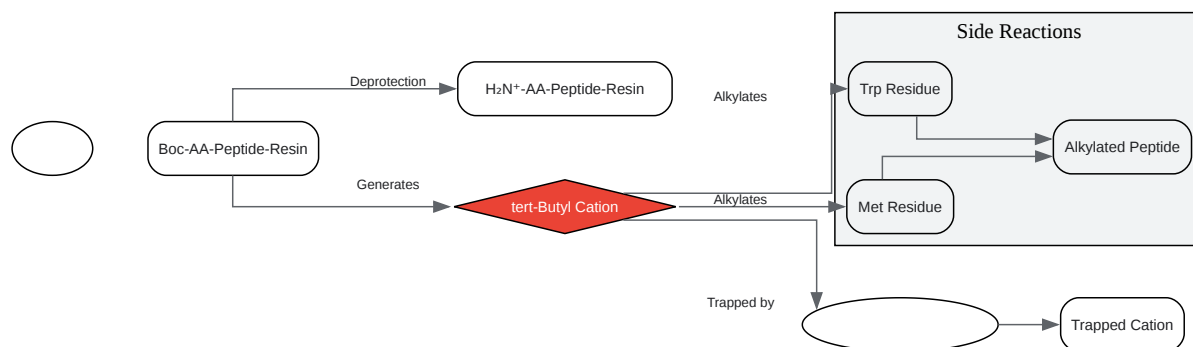 Side Reactions
Deprotection
H₂N⁺-AA-Peptide-Resin
Alkylates
Trp Residue
Boc-AA-Peptide-Resin
Alkylated Peptide
Generates
tert-Butyl Cation
Alkylates
Met Residue
Trapped by
Trapped Cation